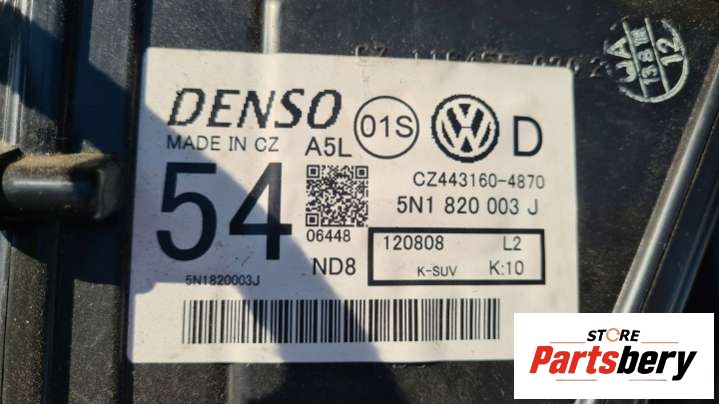 DENSO
01S
D
MADE IN CZ
A5L
CZ443160-4870
54
5N1 820 003 J
06448
120808 L2
K-SUV K:10
ND8
5N1820003J
12
STORE
Partsbery